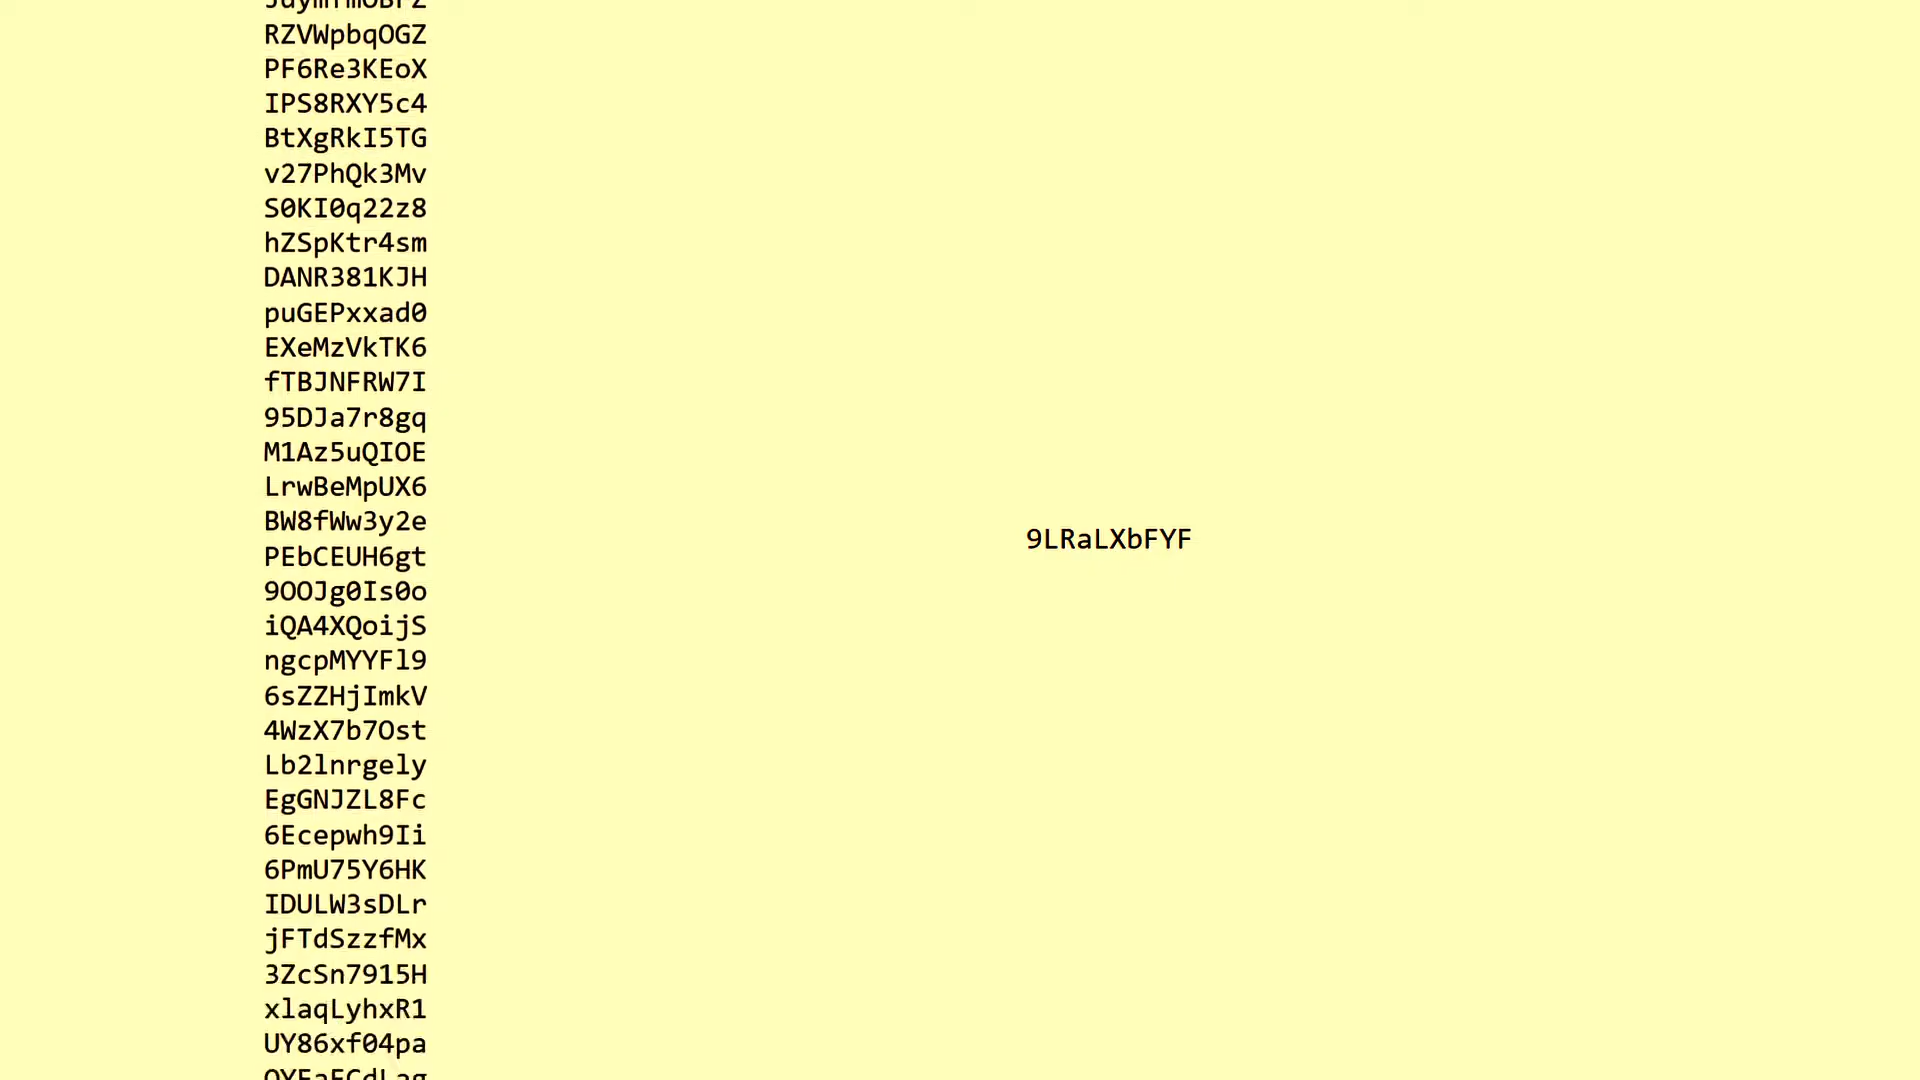 RZVWpbqOGZ
PF6Re3KEoX
IPS8RXY5c4
BtXgRkI5TG
v27PhQk3Mv
S0KI0q22z8
hZSpKtr4sm
DANR381KJH
puGEPxxad0
EXeMzVkTK6
fTBJNFRW7I
95DJa7r8gq
M1Az5uQIOE
LrwBeMpUX6
BW8fWw3y2e
9LRaLXbFYF
PEbCEUH6gt
9OOJg0Is0o
iQA4XQoijS
ngcpMYYFl9
6sZZHjImkV
4WzX7b7Ost
Lb2lnrgely
EgGNJZL8Fc
6Ecepwh9Ii
6PmU75Y6HK
IDULW3sDLr
jFTdSzzfMx
3ZcSn7915H
xlaqLyhxR1
UY86xf04pa